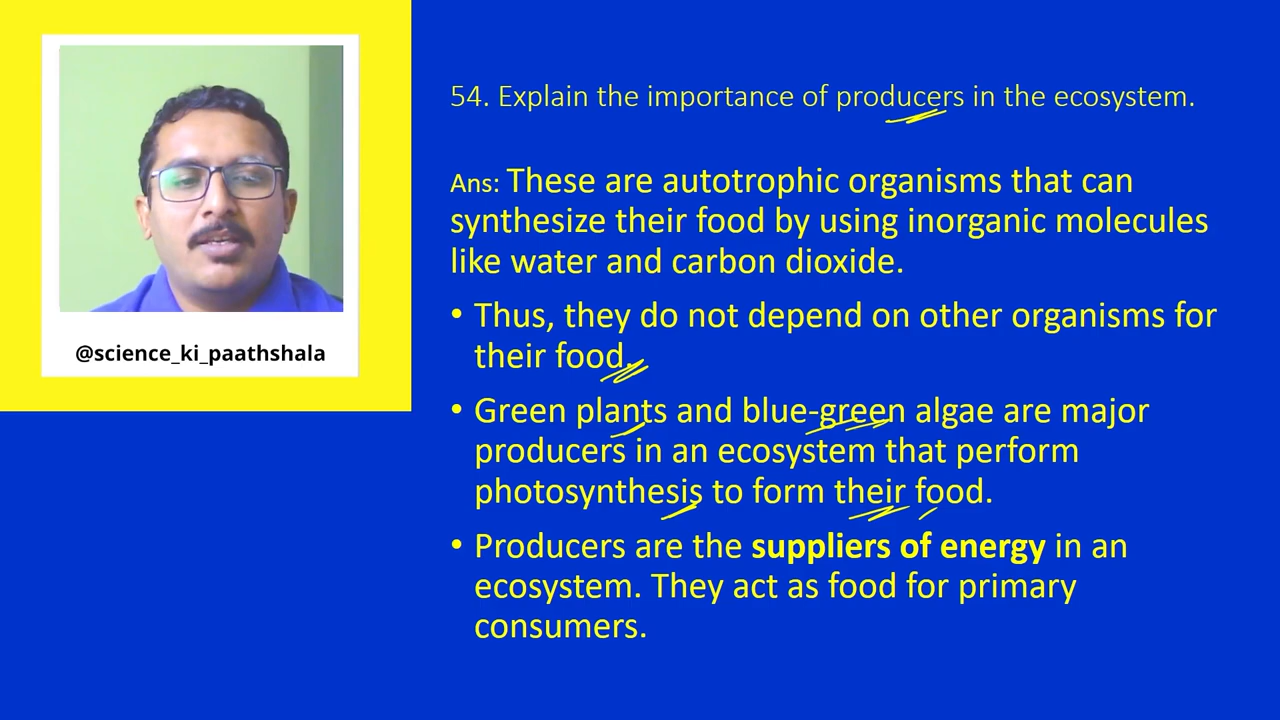 54. Explain the importance of producers in the ecosystem.
Ans: These are autotrophic organisms that can
synthesize their food by using inorganic molecules
like water and carbon dioxide.
• Thus, they do not depend on other organisms for
their food.
• Green plants and blue-green algae are major
producers in an ecosystem that perform
photosynthesis to form their food.
• Producers are the suppliers of energy in an
ecosystem. They act as food for primary
consumers.
@science_ki_paathshala